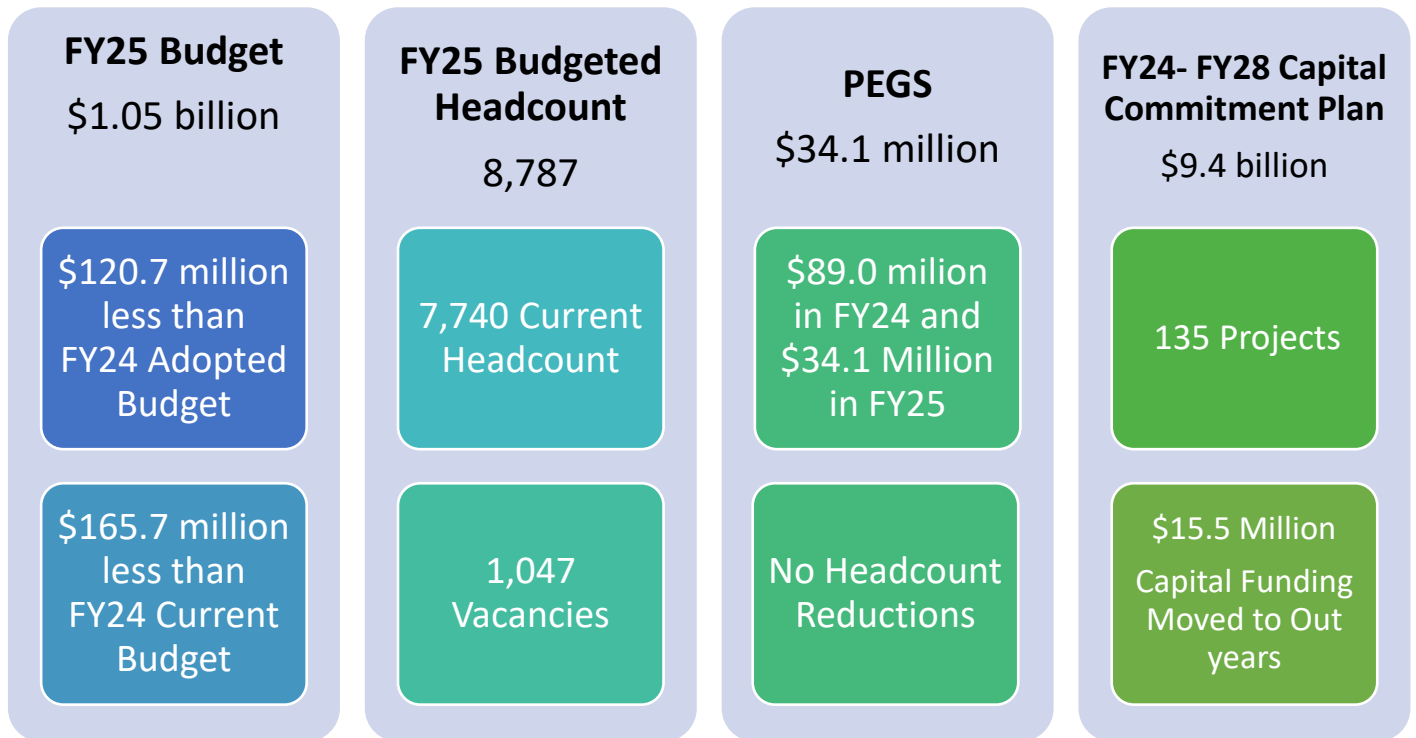 FY25 Budget
$1.05 billion
$120.7 million
less than
FY24 Adopted
Budget
$165.7 million
less than
FY24 Current
Budget
FY25 Budgeted
Headcount
8,787
7,740 Current
Headcount
1,047
Vacancies
PEGS
$34.1 million
$89.0 milion
in FY24 and
$34.1 Million
in FY25
No Headcount
Reductions
FY24- FY28 Capital
Commitment Plan
$9.4 billion
135 Projects
$15.5 Million
Capital Funding
Moved to Out
years